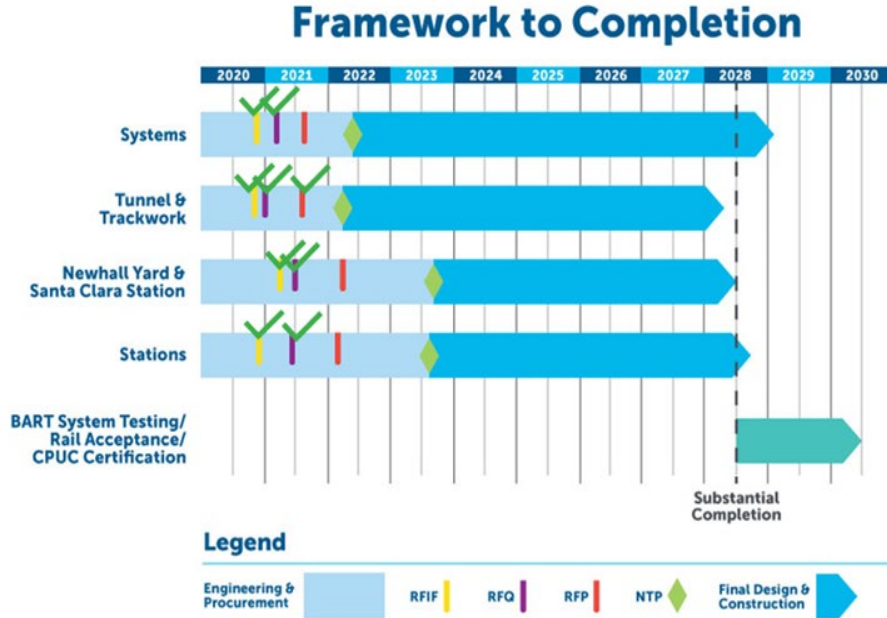 Framework to Completion
2020 2021 2022 2023 2024 2025 2026 2027 2028 2029 2030
Systems
Tunnel &
Trackwork
Newhall Yard &
Santa Clara Station
Stations
BART System Testing/
Rail Acceptance/
CPUC Certification
Substantial
Completion
Legend
Engineering &
Procurement
RFIF
RFQ
RFP
NTP
Final Design &
Construction